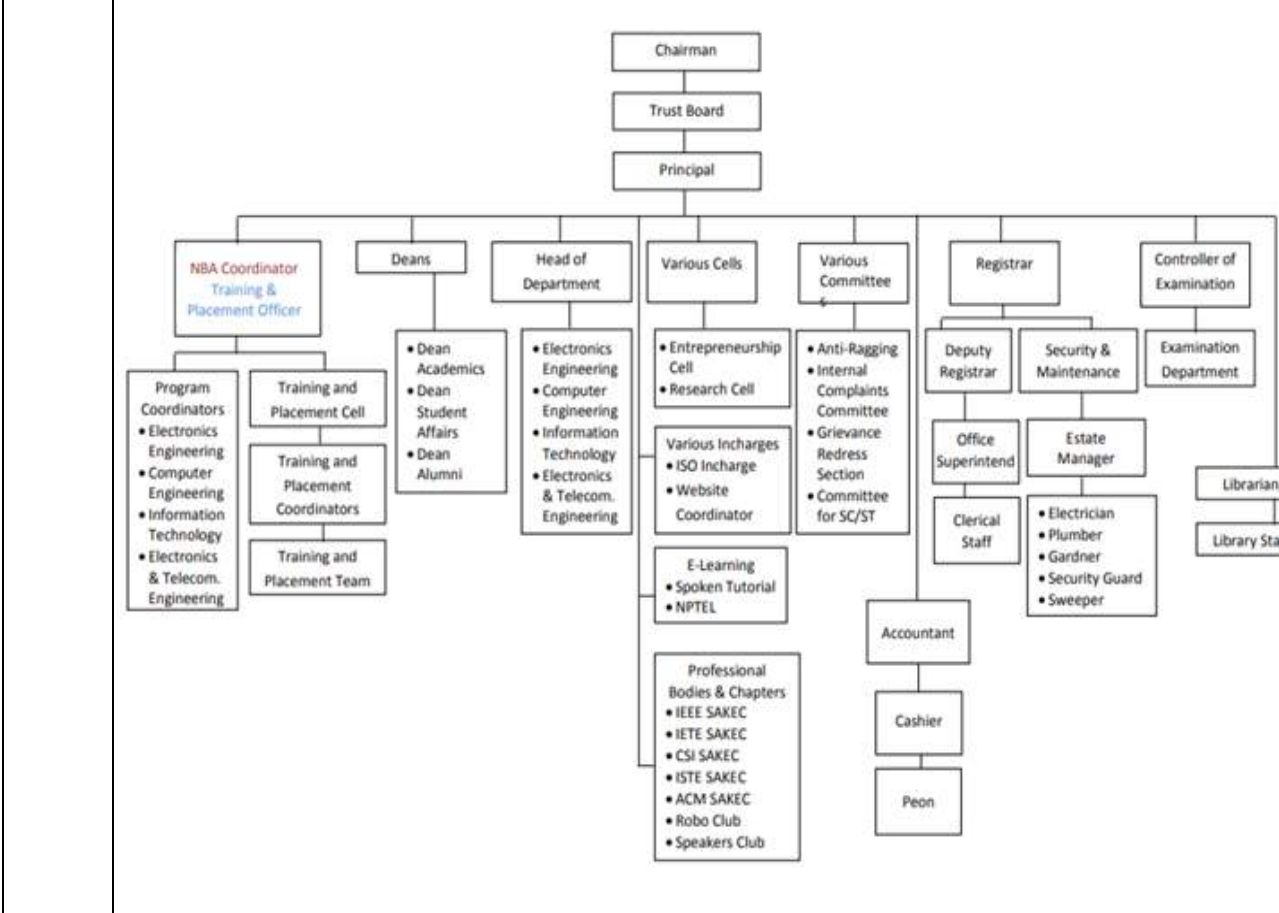 Chairman
Trust Board
Principal
NBA Coordinator
Training &
Placement Officer
Program
Coordinators
• Electronics
Engineering
• Computer
Engineering
• Information
Technology
• Electronics
& Telecom.
Engineering
Training and
Placement Cell
Training and
Placement
Coordinators
Training and
Placement Team
Deans
• Dean
Academics
• Dean
Student
Affairs
• Dean
Alumni
Head of
Department
• Electronics
Engineering
• Computer
Engineering
• Information
Technology
• Electronics
& Telecom.
Engineering
Various Cells
• Entrepreneurship
Cell
• Research Cell
Various Incharges
• ISO Incharge
• Website
Coordinator
E-Learning
• Spoken Tutorial
• NPTEL
Professional
Bodies & Chapters
• IEEE SAKEC
• IETE SAKEC
• CSI SAKEC
• ISTE SAKEC
• ACM SAKEC
• Robo Club
• Speakers Club
Various
Committee
s
• Anti-Ragging
• Internal
Complaints
Committee
• Grievance
Redress
Section
• Committee
for SC/ST
Accountant
Cashier
Peon
Registrar
Deputy
Registrar
Office
Superintend
Clerical
Staff
Security &
Maintenance
Estate
Manager
• Electrician
• Plumber
• Gardner
• Security Guard
• Sweeper
Controller of
Examination
Examination
Department
Librarian
Library Sta